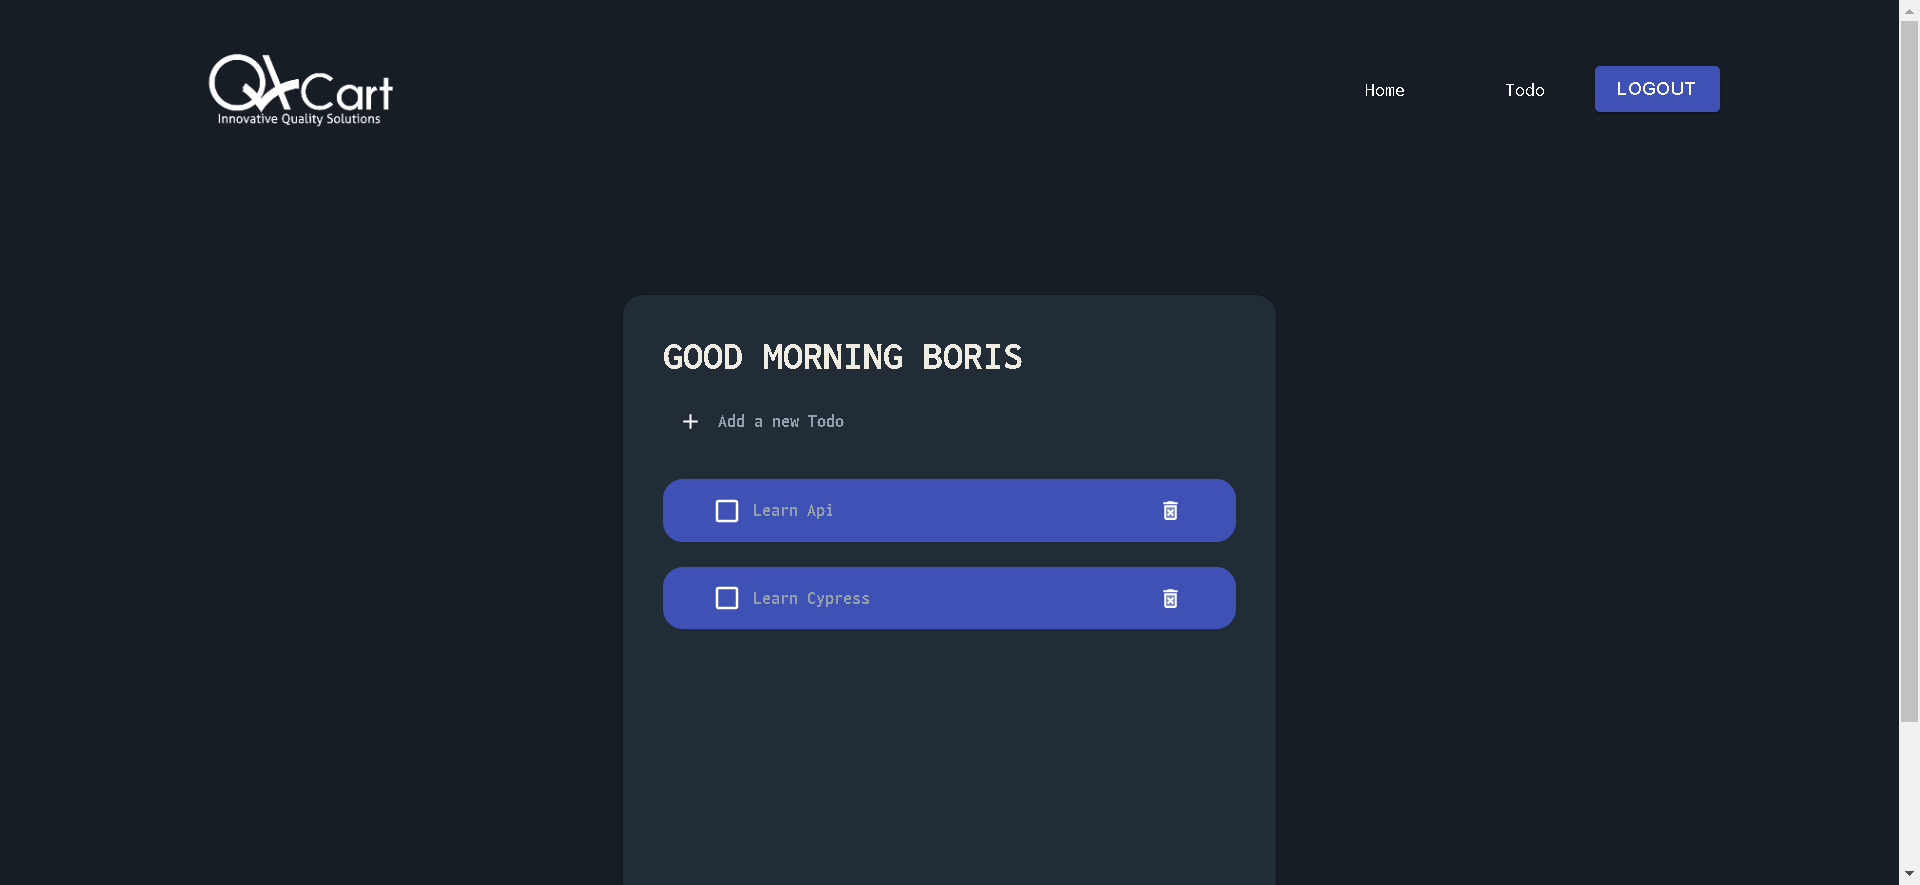 QACart
Innovative Quality Solutions
Home
Todo
LOGOUT
GOOD MORNING BORIS
Add a new Todo
Learn Api
Learn Cypress